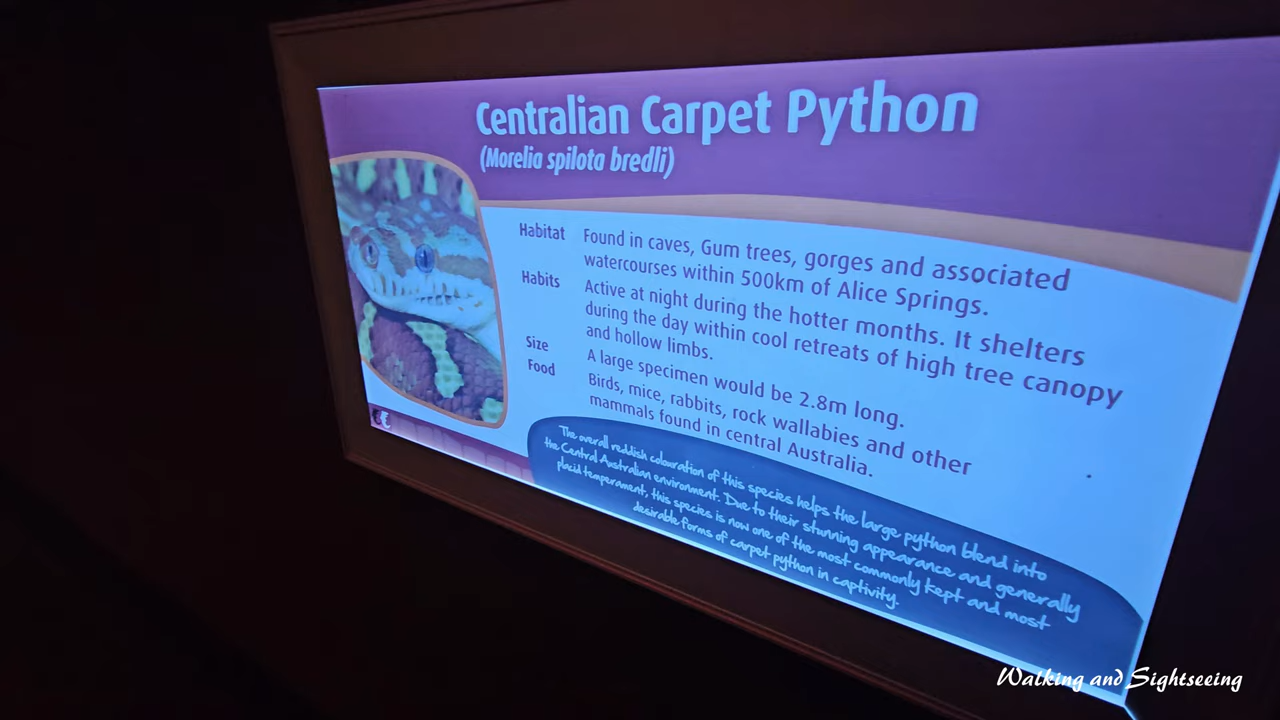 Centralian Carpet Python
(Morelia spilota bredli)
Habitat Found in caves, Gum trees, gorges and associated
watercourses within 500km of Alice Springs.
Habits Active at night during the hotter months. It shelters
during the day within cool retreats of high tree canopy
and hollow limbs.
Size A large specimen would be 2.8m long.
Food Birds, mice, rabbits, rock wallabies and other
mammals found in central Australia.
The overall reddish colouration of this species helps the large python blend into
the Central Australian environment. Due to their stunning appearance and generally
placid temperament, this species is now one of the most commonly kept and most
desirable forms of carpet python in captivity.
Walking and Sightseeing